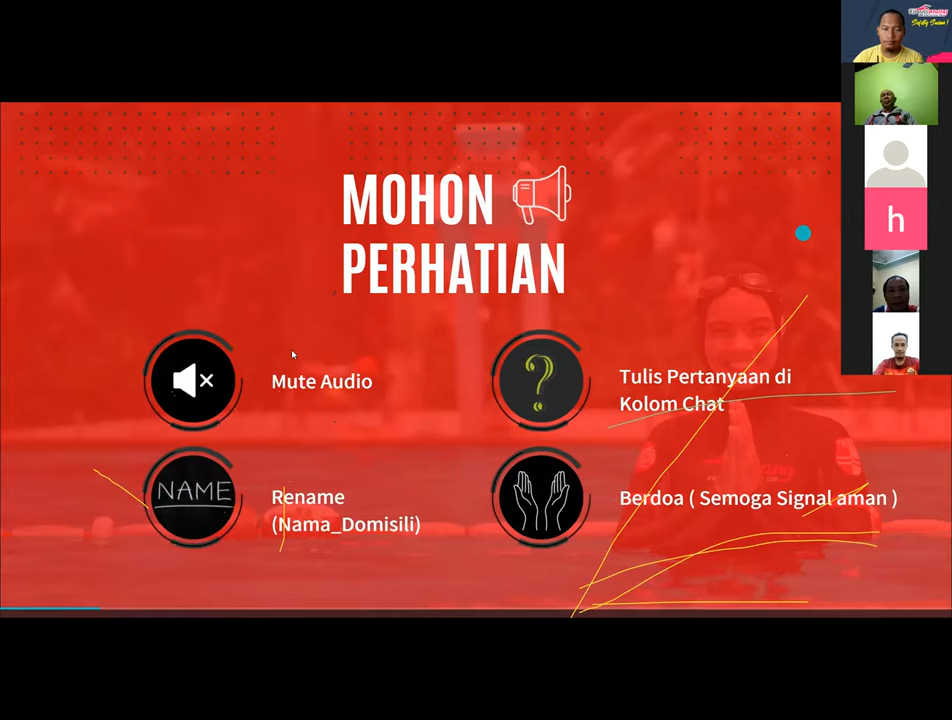 MOHON
PERHATIAN
Mute Audio
?
Tulis Pertanyaan di
Kolom Chat
NAME
Rename
(Nama_Domisili)
Berdoa ( Semoga Signal aman )
h